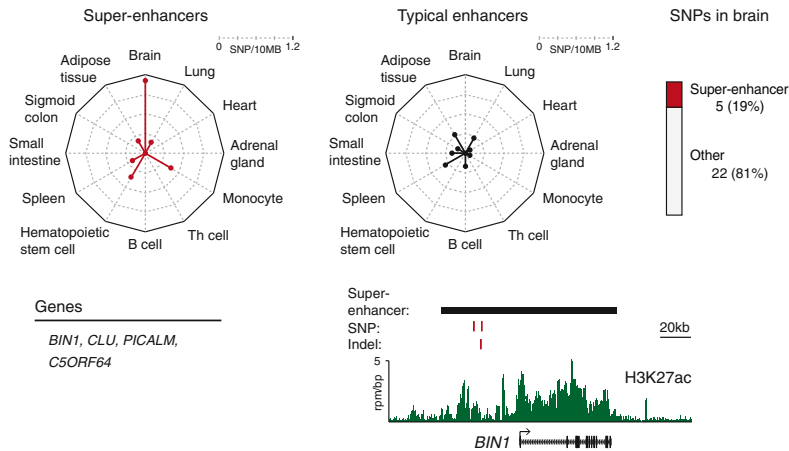 Super-enhancers
0 SNP/10MB 1.2
Brain
Lung
Heart
Adrenal
gland
Monocyte
Th cell
B cell
Hematopoietic
stem cell
Spleen
Small
intestine
Sigmoid
colon
Adipose
tissue
Typical enhancers
0 SNP/10MB 1.2
Brain
Lung
Heart
Adrenal
gland
Monocyte
Th cell
B cell
Hematopoietic
stem cell
Spleen
Small
intestine
Sigmoid
colon
Adipose
tissue
SNPs in brain
Super-enhancer
5 (19%)
Other
22 (81%)
Genes
BIN1, CLU, PICALM,
C5ORF64
Super-
enhancer:
SNP:
Indel:
20kb
5
rpm/bp
0
H3K27ac
BIN1